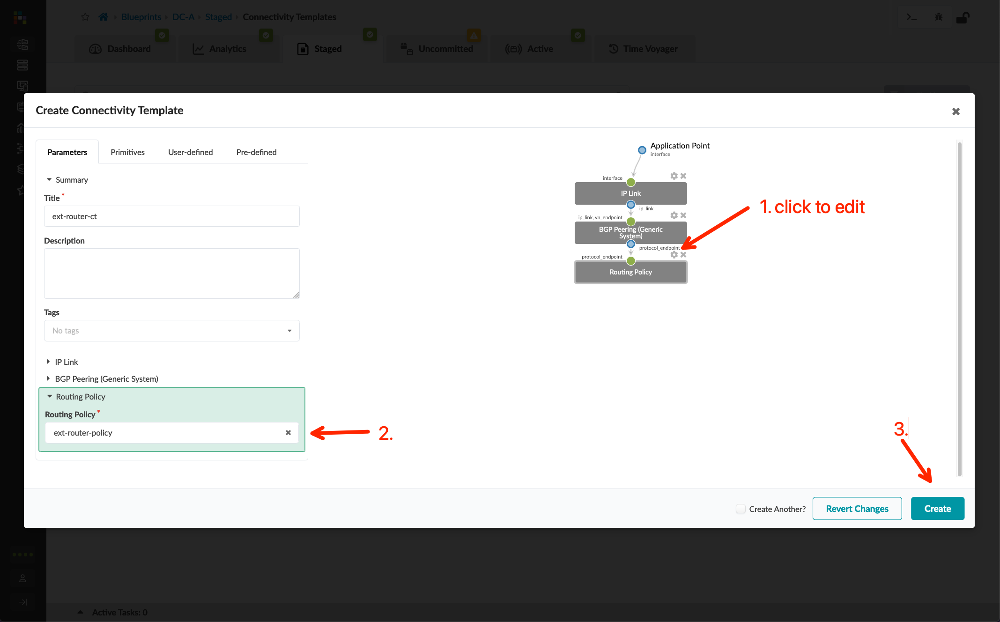 Blueprints DC-A Staged Connectivity Templates
Dashboard Analytics Staged Uncommitted Active Time Voyager
Create Connectivity Template
Parameters Primitives User-defined Pre-defined
Summary
Title *
ext-router-ct
Description
Tags
No tags
IP Link
BGP Peering (Generic System)
Routing Policy
Routing Policy *
ext-router-policy
Application Point
interface
interface
IP Link
ip_link
ip_link, vn_endpoint
BGP Peering (Generic
System)
protocol_endpoint
protocol_endpoint
Routing Policy
1. click to edit
2.
3.
Create Another? Revert Changes Create
Active Tasks: 0